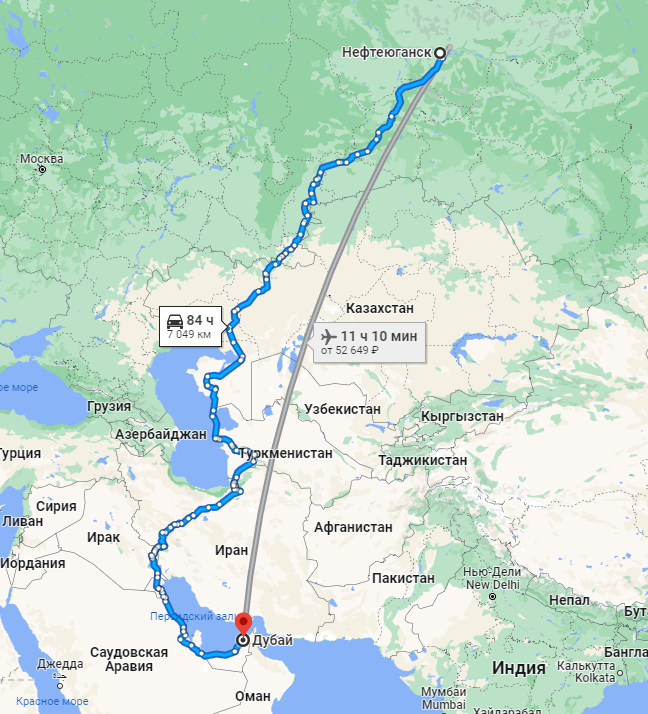 Нефтеюганск
Москва
Казахстан
84 ч
7 049 км
11 ч 10 мин
от 52 649 ₽
ое море
Грузия
Узбекистан
Кыргызстан
Азербайджан
Турция
Туркменистан
Таджикистан
Сирия
Ливан
Ирак
Афганистан
Иордания
Иран
Пакистан
Нью-Дели
New Delhi
Непал
Бут
Персидский зали
Дубай
Саудовская
Аравия
Джедда
Бангла
Индия
Калькутта
Kolkata
Оман
Мумбаи
Mumbai
Красное море
Хайдарабад